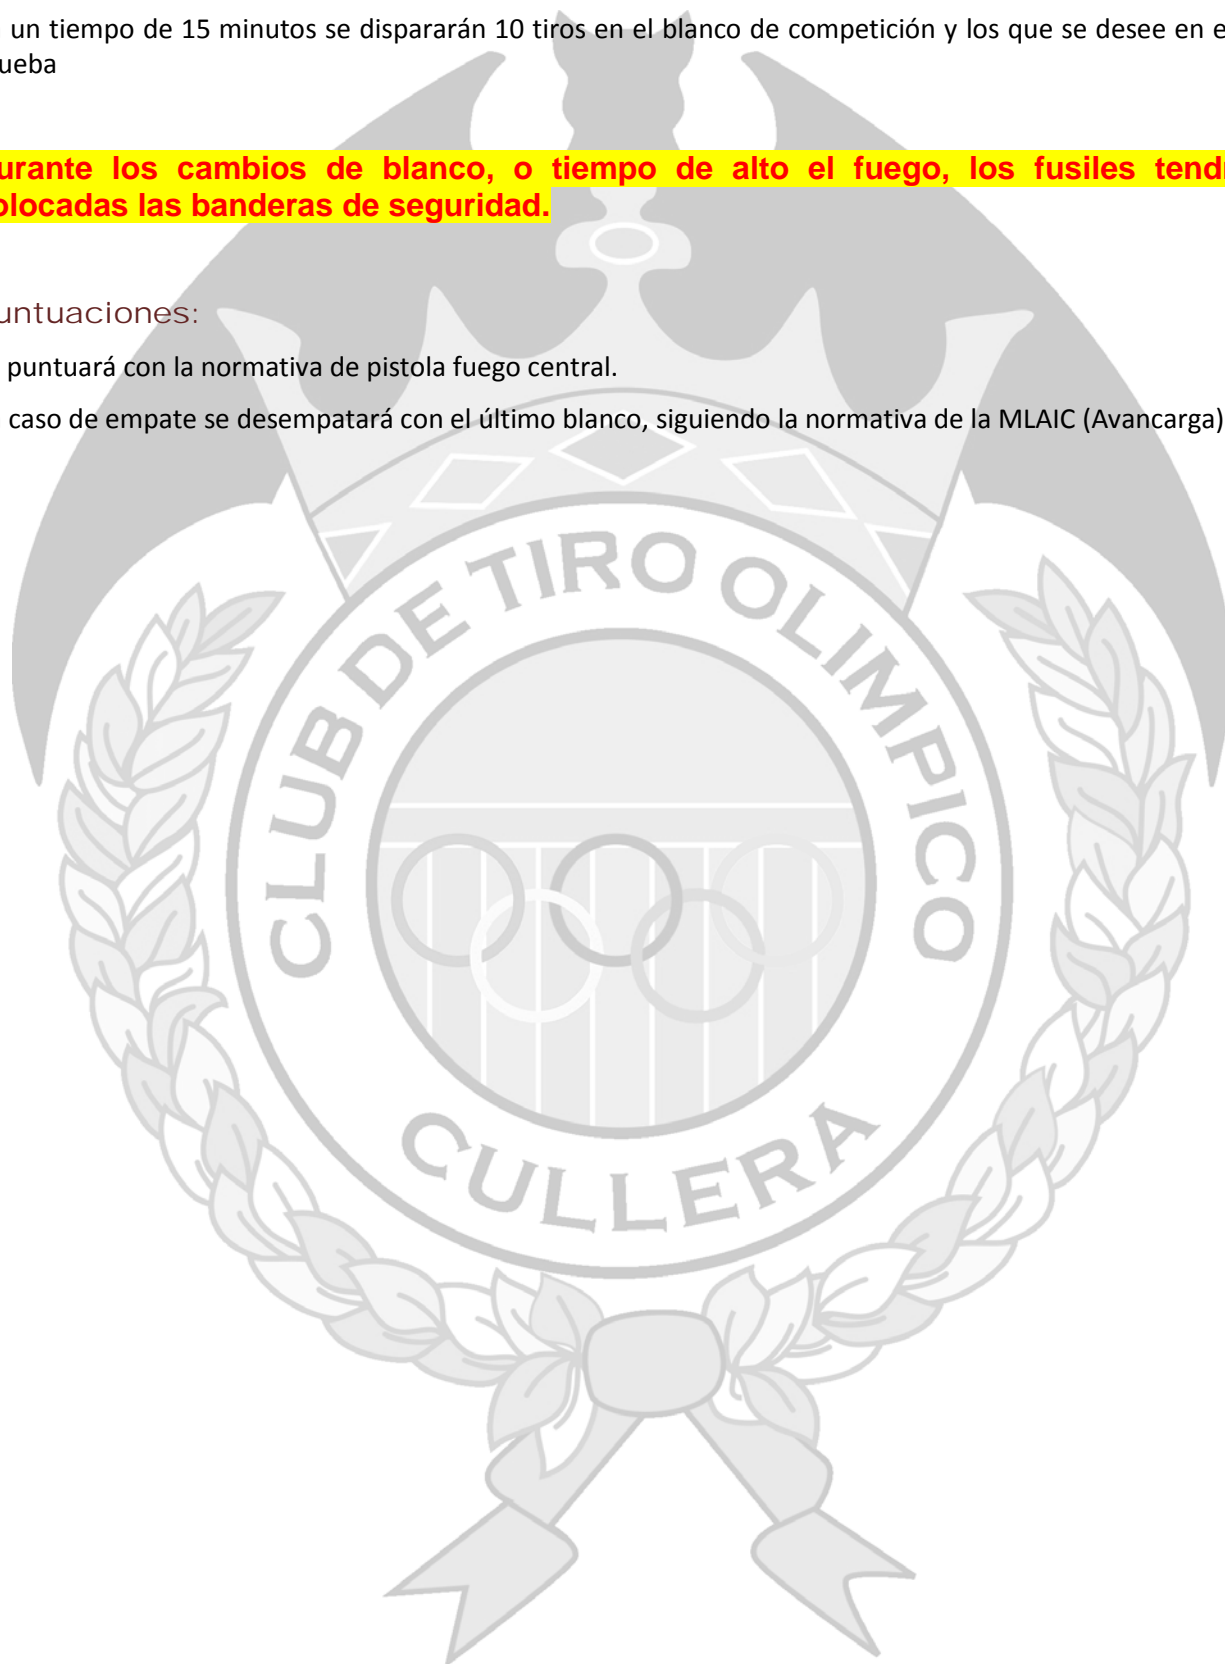 un tiempo de 15 minutos se dispararán 10 tiros en el blanco de competición y los que se desee en e
ueba
urante los cambios de blanco, o tiempo de alto el fuego, los fusiles tendr
olocadas las banderas de seguridad.
untuaciones:
puntuará con la normativa de pistola fuego central.
caso de empate se desempatará con el último blanco, siguiendo la normativa de la MLAIC (Avancarga)
CLUB DE TIRO OLIMPICO
CULLERA